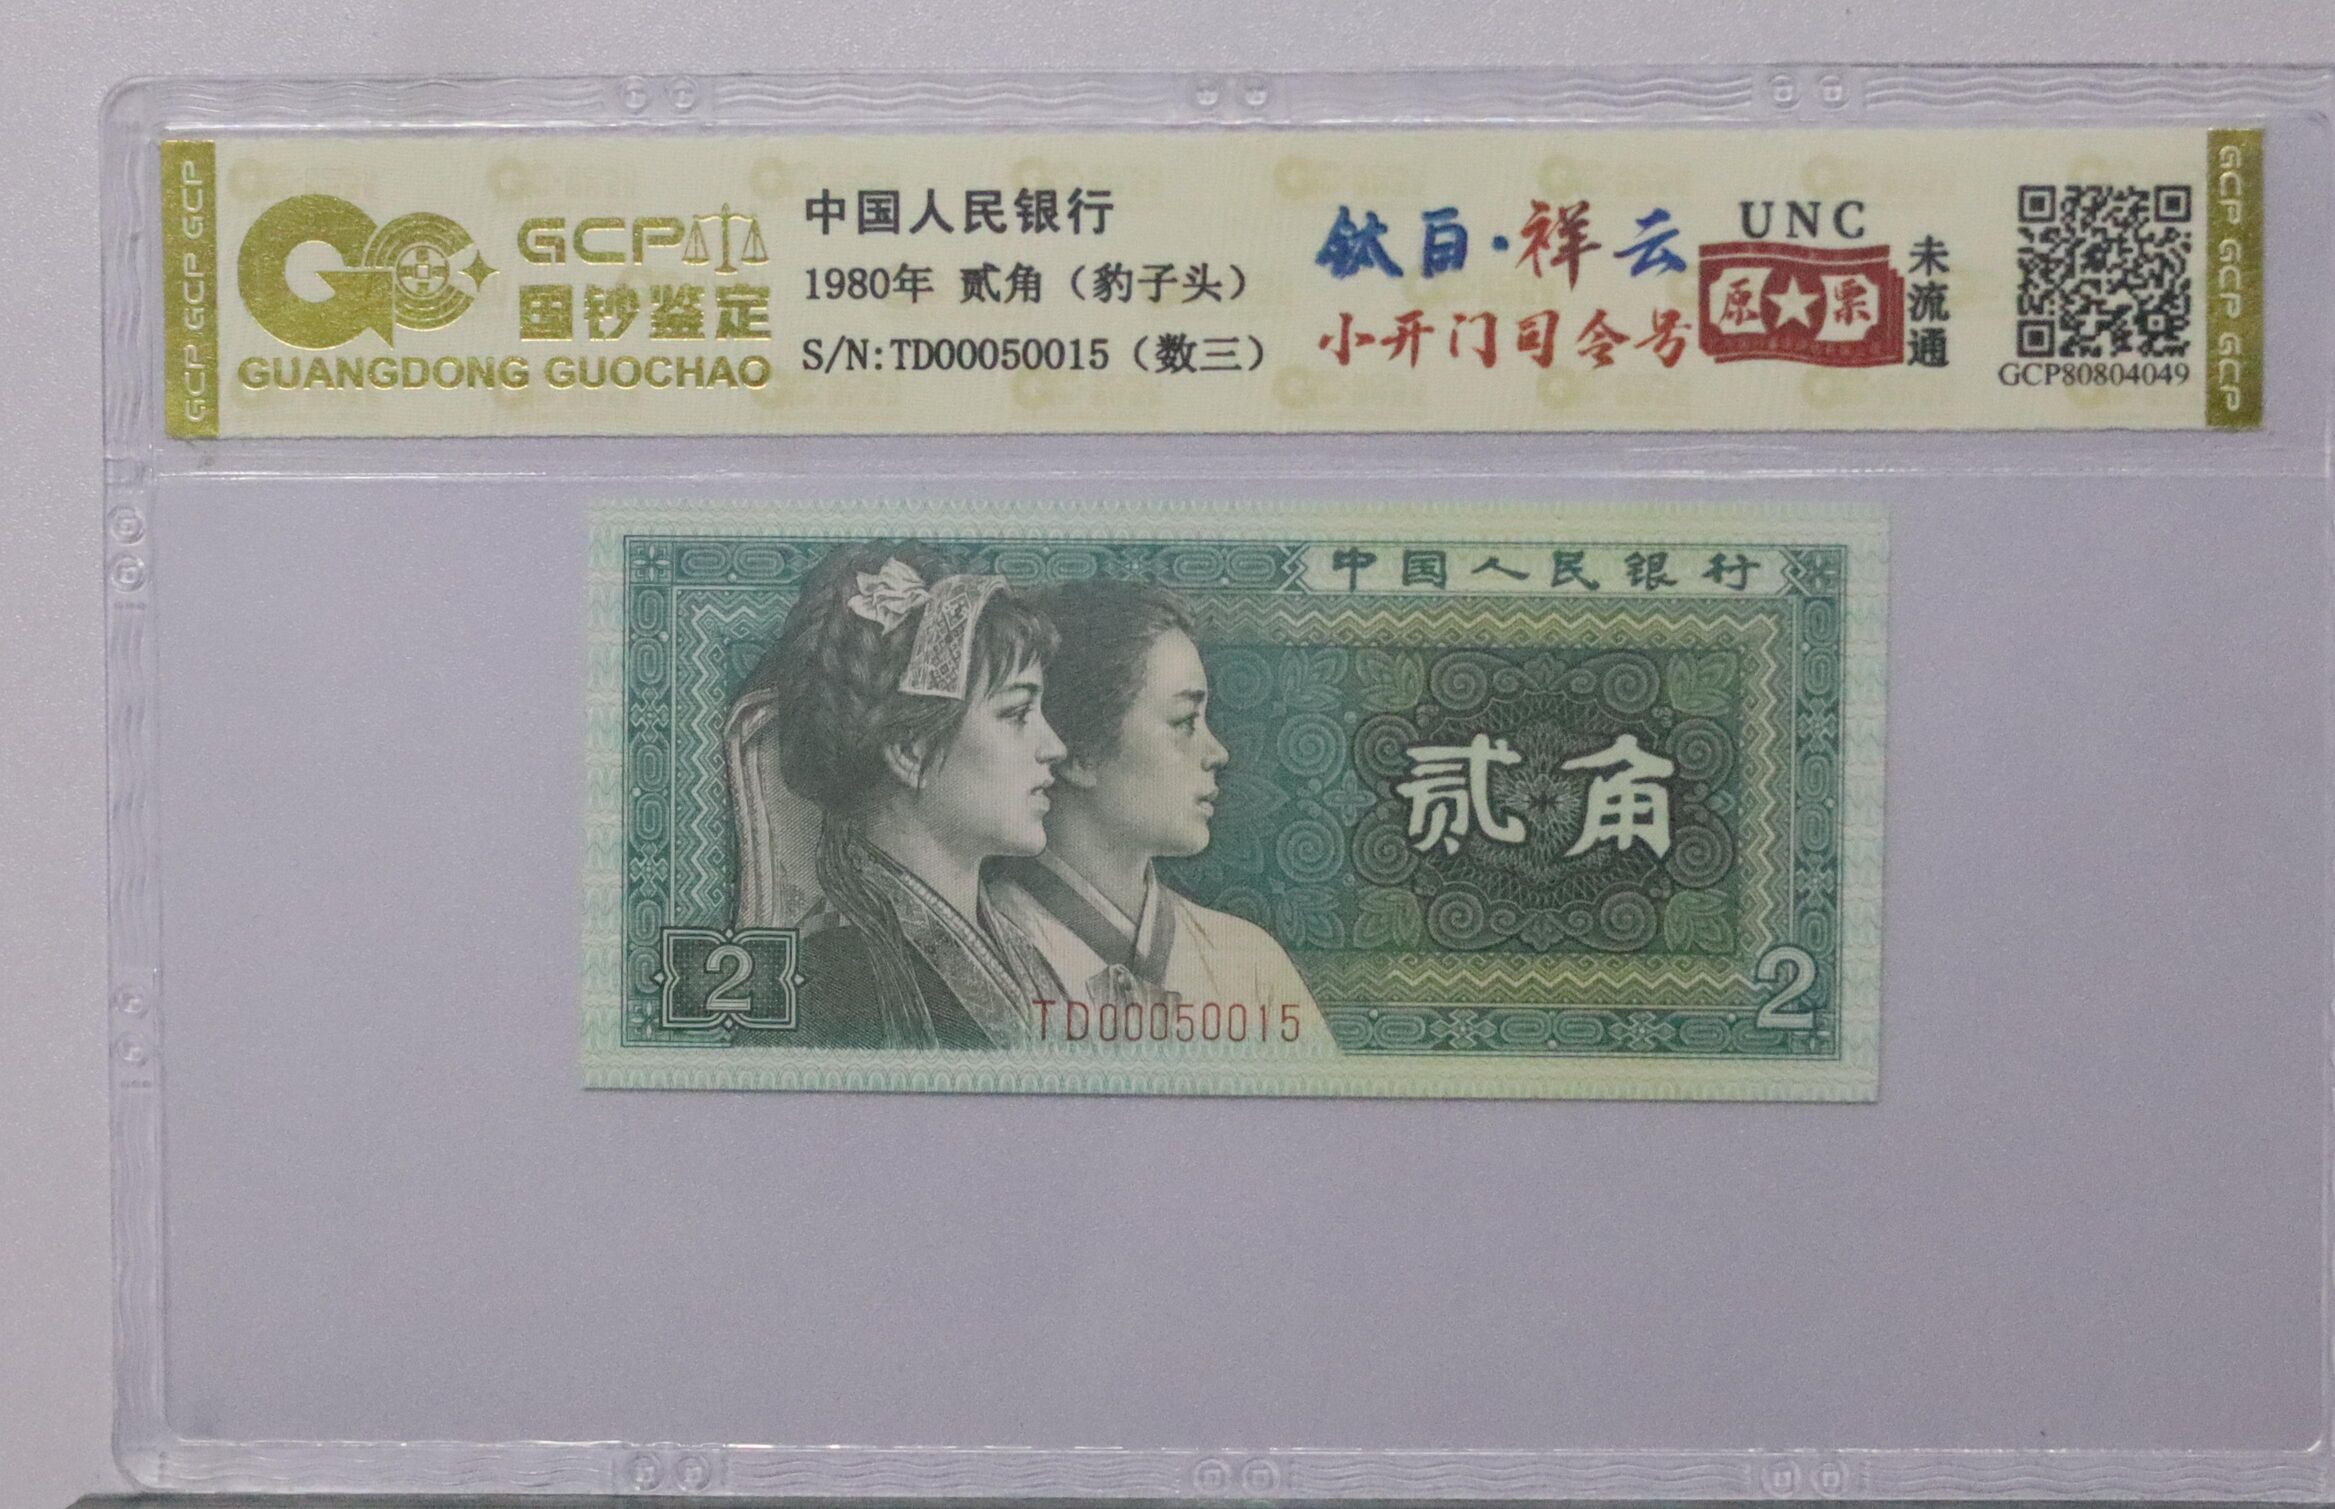 GCP
国钞鉴定
GUANGDONG GUOCHAO
中国人民银行
1980年 贰角（豹子头）
S/N:TD00050015（数三）
钛白·祥云
小开门司令号
UNC
原★票
未流通
GCP80804049
GCP GCP GCP
GCP GCP GCP
中国人民银行
贰角
2
TD00050015
2